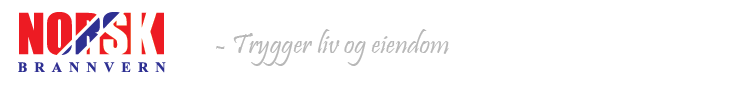 NORSK
BRANNVERN
~ Trygger liv og eiendom